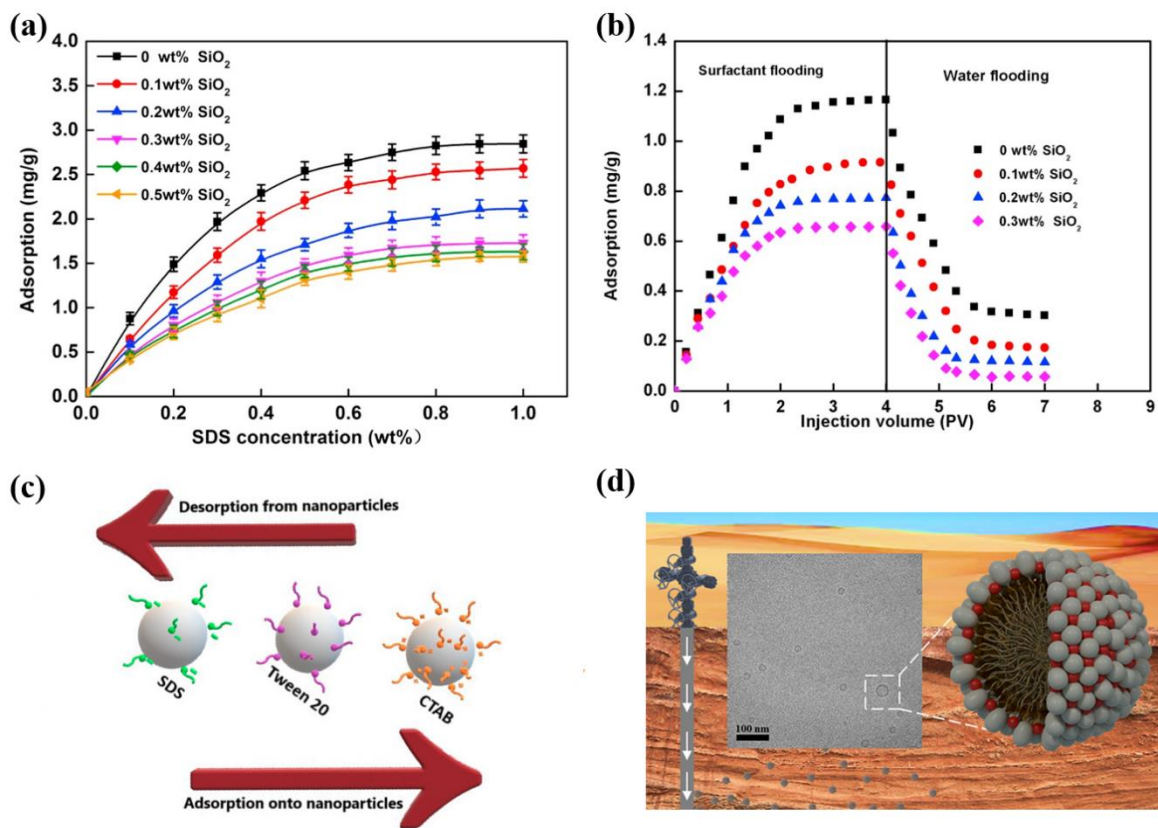 (a)
4.0
3.5
3.0
2.5
2.0
1.5
1.0
0.5
0.0
Adsorption (mg/g)
0 wt% SiO2
0.1wt% SiO2
0.2wt% SiO2
0.3wt% SiO2
0.4wt% SiO2
0.5wt% SiO2
0.0 0.2 0.4 0.6 0.8 1.0
SDS concentration (wt%）
(b)
1.4
1.2
1.0
0.8
0.6
0.4
0.2
0.0
Adsorption (mg/g)
Surfactant flooding
Water flooding
0 wt% SiO2
0.1wt% SiO2
0.2wt% SiO2
0.3wt% SiO2
0 1 2 3 4 5 6 7 8 9
Injection volume (PV)
(c)
Desorption from nanoparticles
SDS
Tween 20
CTAB
Adsorption onto nanoparticles
(d)
100 nm